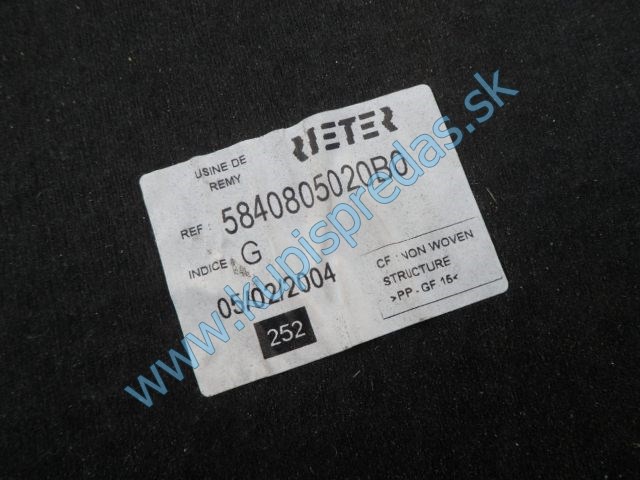 RIETER
USINE DE
REMY
REF : 5840805020B0
INDICE G
05/02/2004
252
CF : NON WOVEN
STRUCTURE
>PP - GF 15<
www.kupispredas.sk